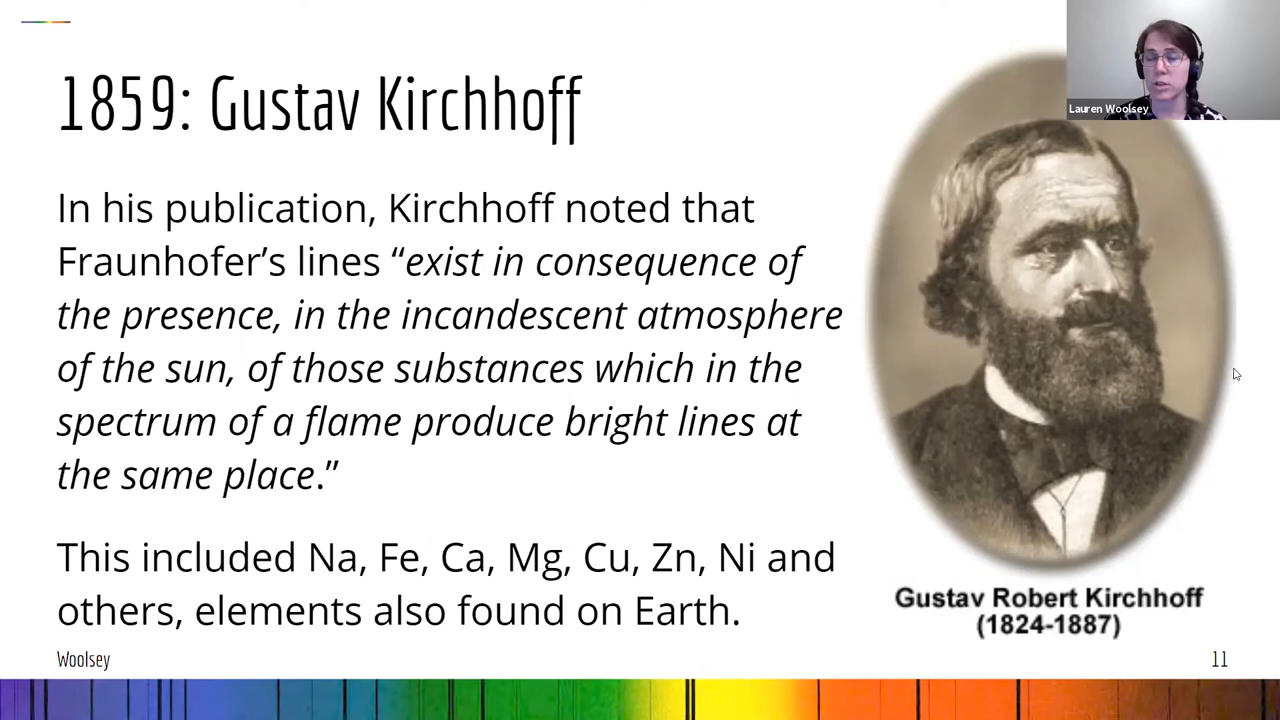 Lauren Woolsey
1859: Gustav Kirchhoff
In his publication, Kirchhoff noted that
Fraunhofer’s lines “exist in consequence of
the presence, in the incandescent atmosphere
of the sun, of those substances which in the
spectrum of a flame produce bright lines at
the same place.”
This included Na, Fe, Ca, Mg, Cu, Zn, Ni and
others, elements also found on Earth.
Gustav Robert Kirchhoff
(1824-1887)
Woolsey
11